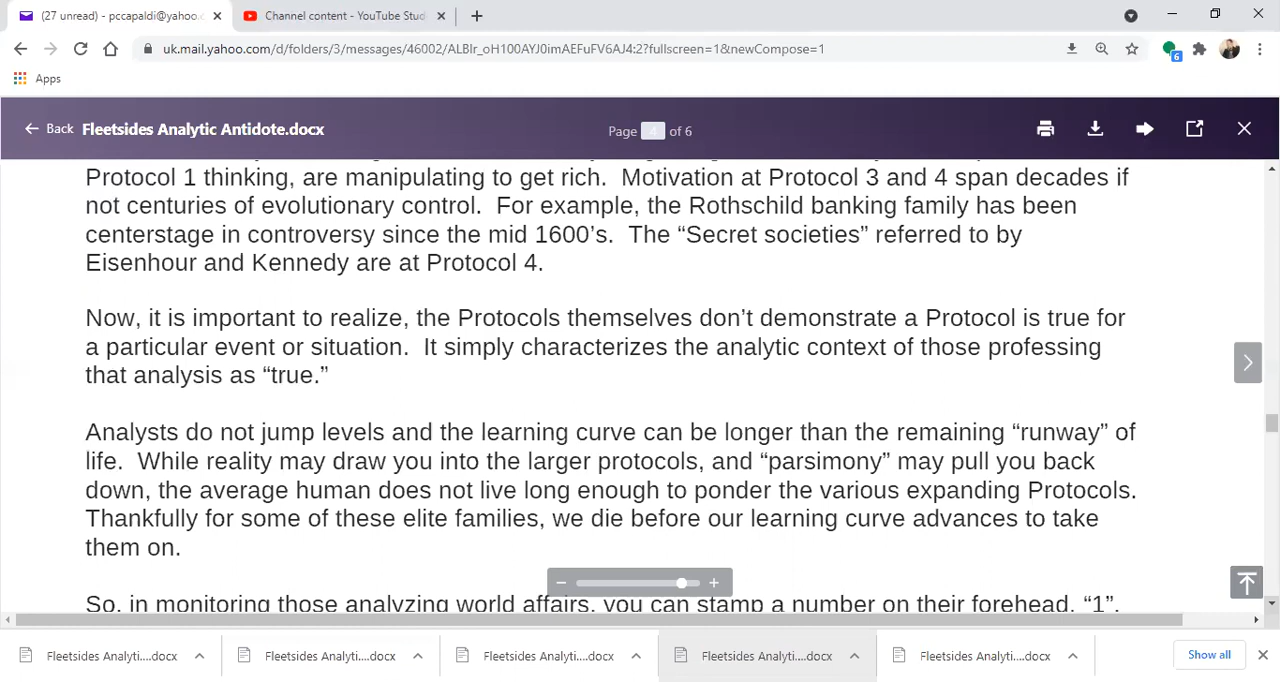 (27 unread) - pccapaldi@yahoo.c
Channel content - YouTube Stud
uk.mail.yahoo.com/d/folders/3/messages/46002/ALBlr_oH100AYJ0imAEFuFV6AJ4:2?fullscreen=1&newCompose=1
6
Apps
Back Fleetsides Analytic Antidote.docx
Page 4 of 6
Protocol 1 thinking, are manipulating to get rich. Motivation at Protocol 3 and 4 span decades if
not centuries of evolutionary control. For example, the Rothschild banking family has been
centerstage in controversy since the mid 1600’s. The “Secret societies” referred to by
Eisenhour and Kennedy are at Protocol 4.
Now, it is important to realize, the Protocols themselves don’t demonstrate a Protocol is true for
a particular event or situation. It simply characterizes the analytic context of those professing
that analysis as “true.”
Analysts do not jump levels and the learning curve can be longer than the remaining “runway” of
life. While reality may draw you into the larger protocols, and “parsimony” may pull you back
down, the average human does not live long enough to ponder the various expanding Protocols.
Thankfully for some of these elite families, we die before our learning curve advances to take
them on.
So, in monitoring those analyzing world affairs, you can stamp a number on their forehead, “1”,
Fleetsides Analyti....docx
Fleetsides Analyti....docx
Fleetsides Analyti....docx
Fleetsides Analyti....docx
Fleetsides Analyti....docx
Show all